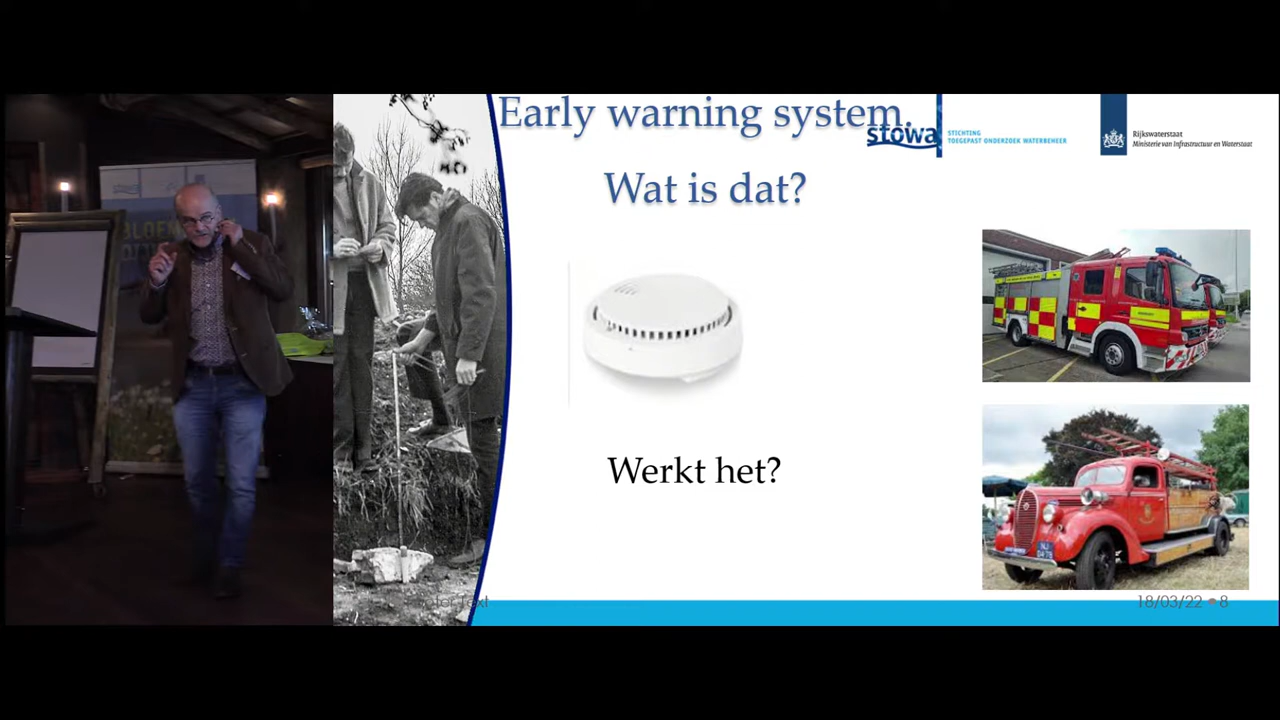 Early warning system.
stowa
STICHTING
TOEGEPAST ONDERZOEK WATERBEHEER
Rijkswaterstaat
Ministerie van Infrastructuur en Waterstaat
Wat is dat?
Werkt het?
18/03/22
8